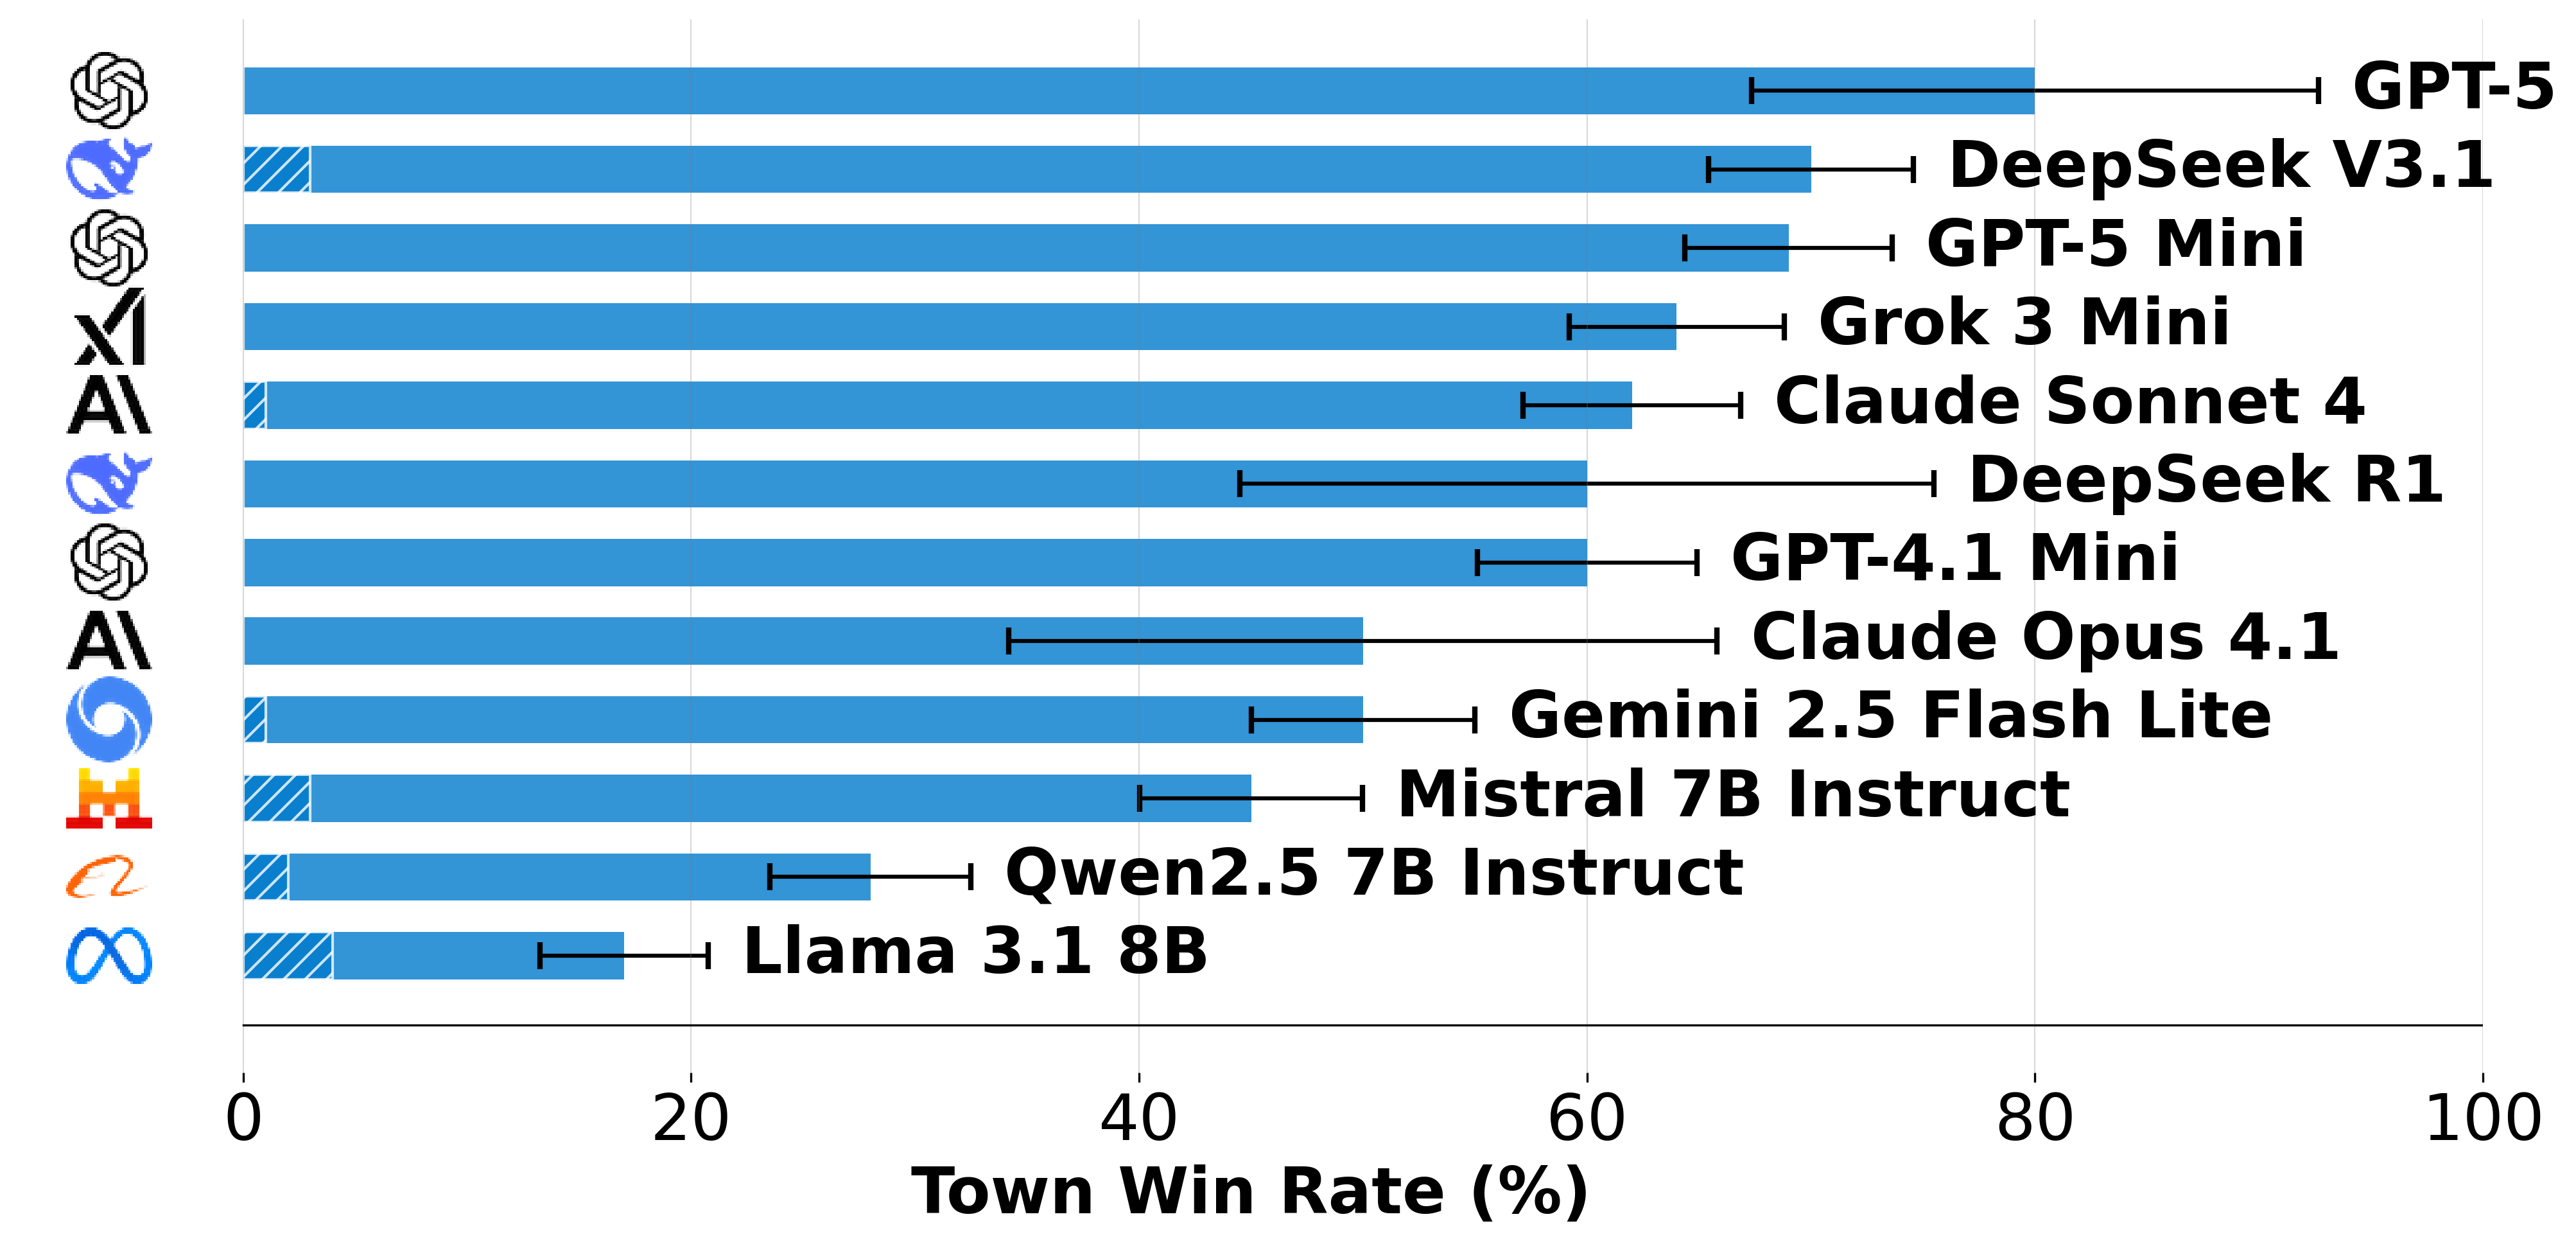 GPT-5
DeepSeek V3.1
GPT-5 Mini
Grok 3 Mini
Claude Sonnet 4
DeepSeek R1
GPT-4.1 Mini
Claude Opus 4.1
Gemini 2.5 Flash Lite
Mistral 7B Instruct
Qwen2.5 7B Instruct
Llama 3.1 8B
0 20 40 60 80 100
Town Win Rate (%)